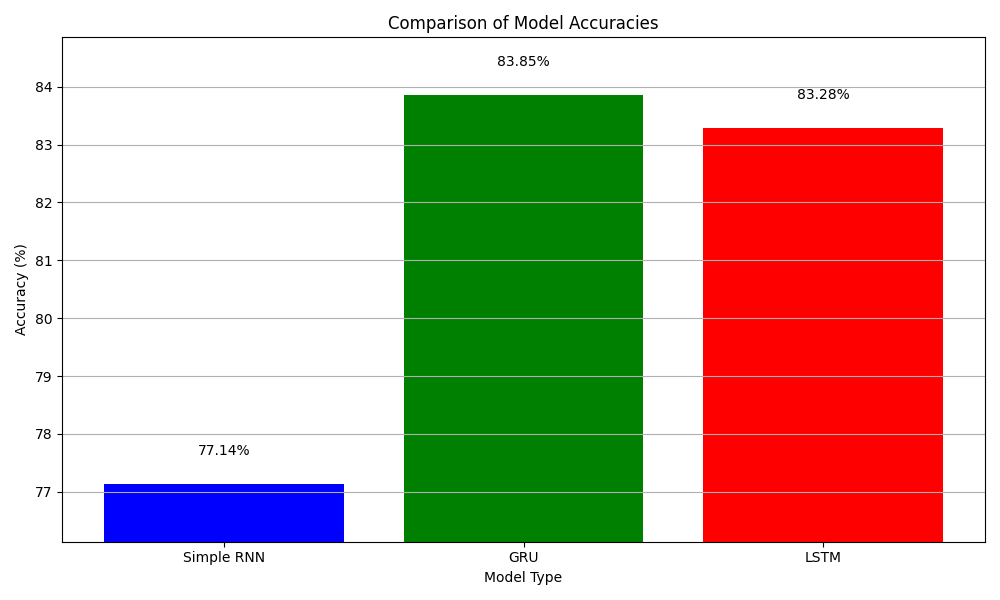 Comparison of Model Accuracies
83.85%
83.28%
77.14%
84
83
82
81
80
79
78
77
Accuracy (%)
Simple RNN
GRU
LSTM
Model Type